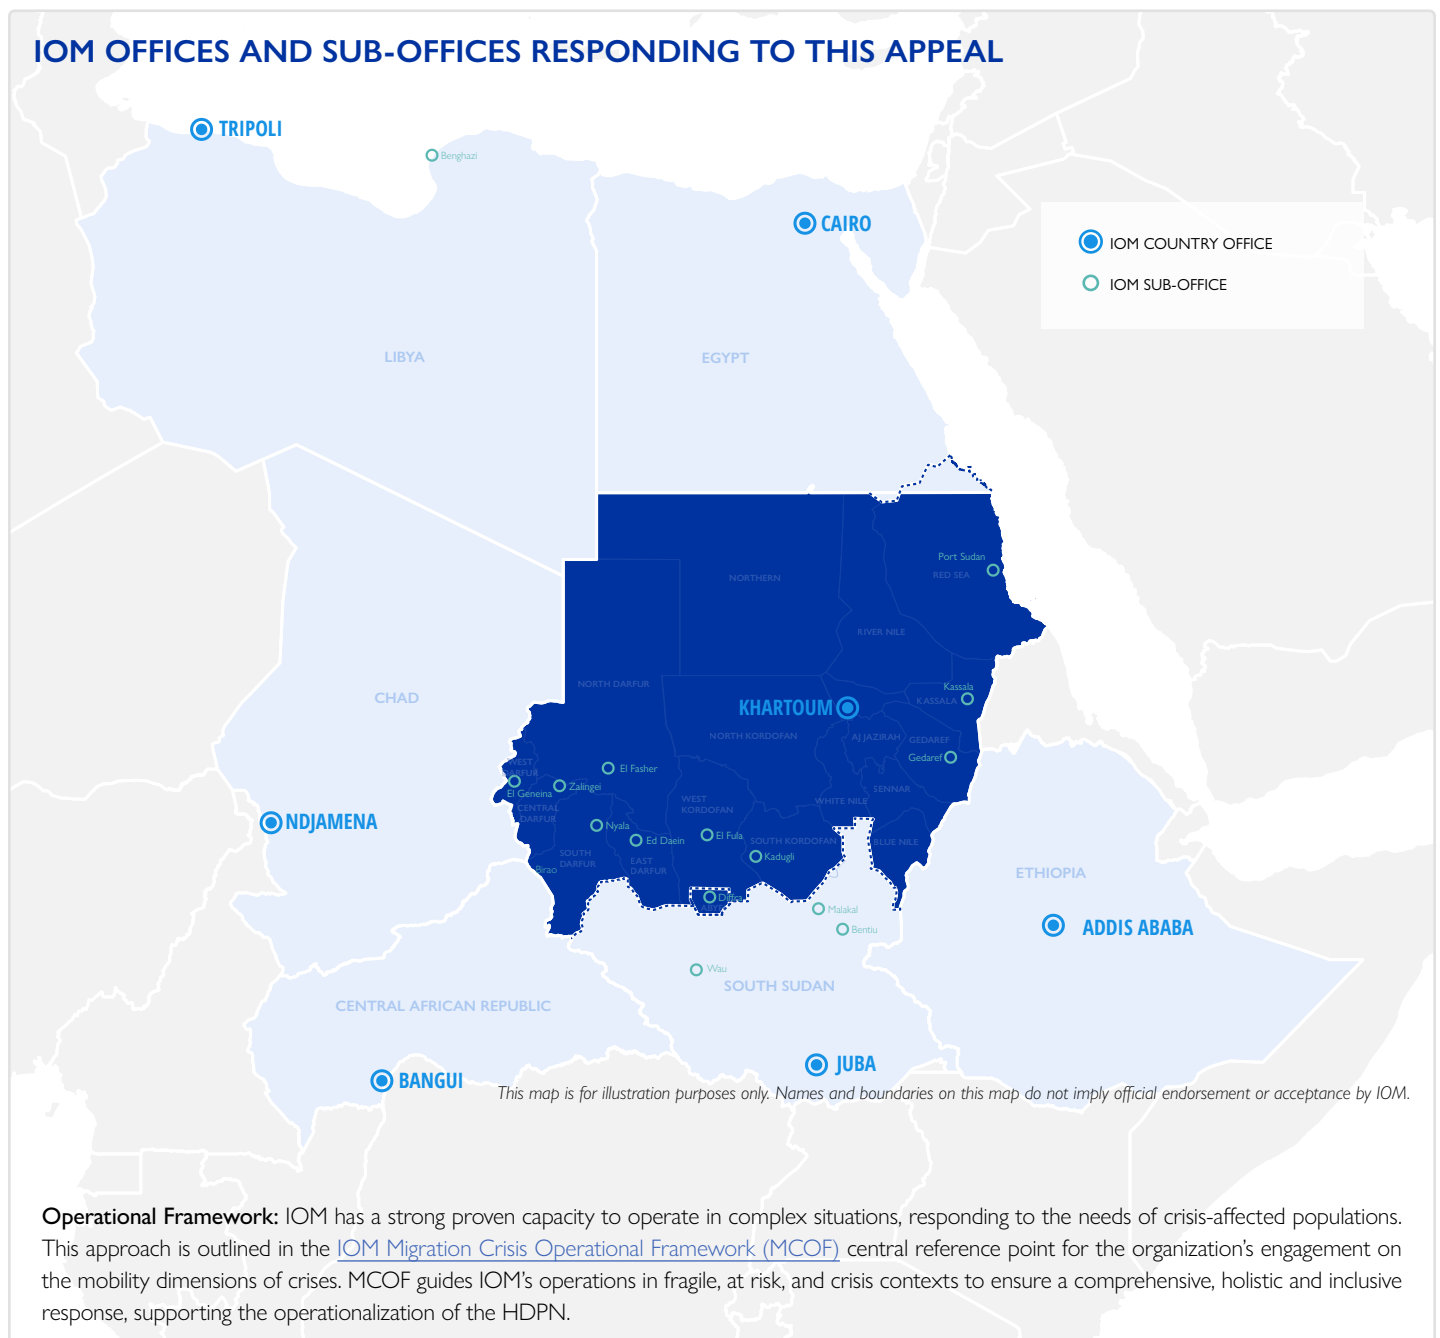 IOM OFFICES AND SUB-OFFICES RESPONDING TO THIS APPEAL
TRIPOLI
Benghazi
CAIRO
IOM COUNTRY OFFICE
IOM SUB-OFFICE
LIBYA
EGYPT
Port Sudan
RED SEA
NORTHERN
RIVER NILE
NORTH DARFUR
CHAD
Kassala
KASSALA
KHARTOUM
NORTH KORDOFAN
AJ JAZIRAH
GEDAREF
Gedaref
WEST
DARFUR
El Fasher
El Geneina
Zalingei
SENNAR
WEST
KORDOFAN
WHITE NILE
CENTRAL
DARFUR
NDJAMENA
Nyala
Ed Daein
El Fula
SOUTH KORDOFAN
BLUE NILE
SOUTH
DARFUR
EAST
DARFUR
Kadugli
Birao
ETHIOPIA
Diffra
ABYEI
Malakal
Bentiu
ADDIS ABABA
Wau
SOUTH SUDAN
CENTRAL AFRICAN REPUBLIC
JUBA
BANGUI
This map is for illustration purposes only. Names and boundaries on this map do not imply official endorsement or acceptance by IOM.
Operational Framework: IOM has a strong proven capacity to operate in complex situations, responding to the needs of crisis-affected populations.
This approach is outlined in the IOM Migration Crisis Operational Framework (MCOF) central reference point for the organization's engagement on
the mobility dimensions of crises. MCOF guides IOM's operations in fragile, at risk, and crisis contexts to ensure a comprehensive, holistic and inclusive
response, supporting the operationalization of the HDPN.